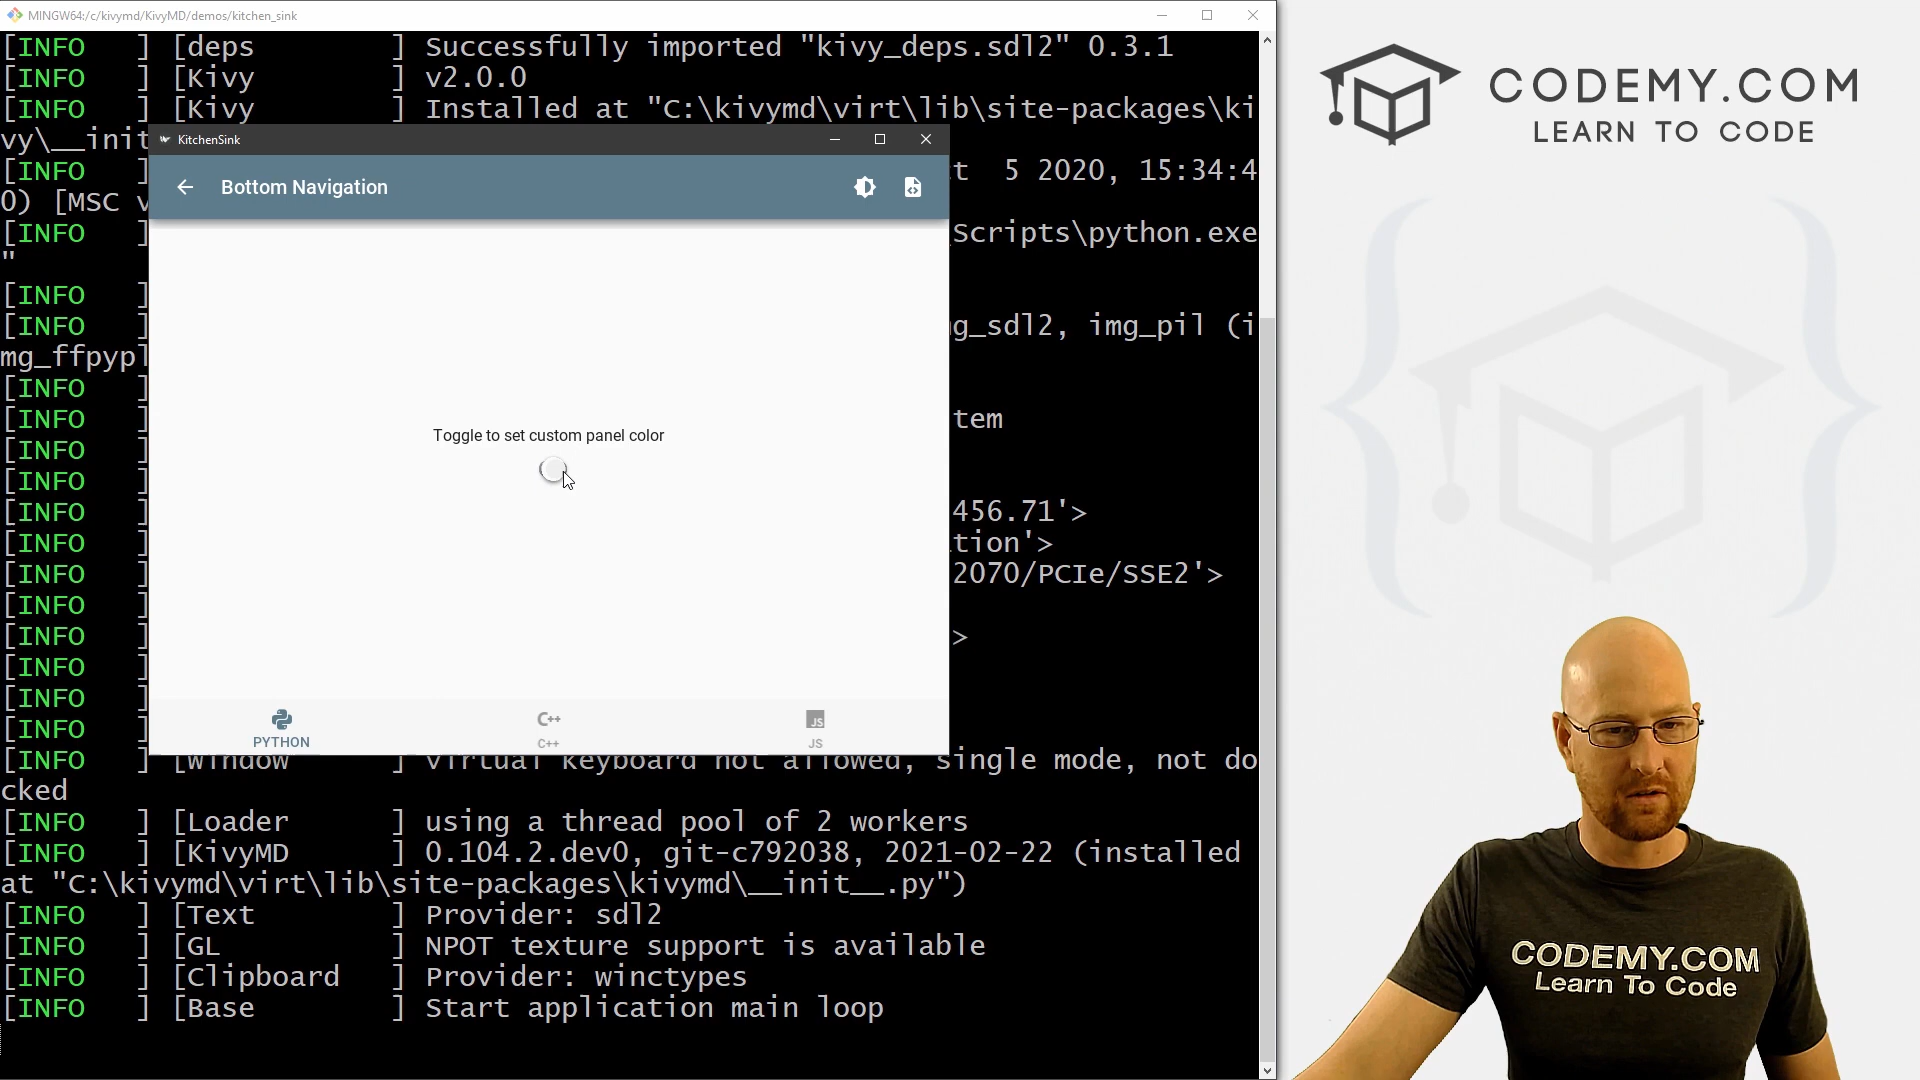 MINGW64:/c/kivymd/KivyMD/demos/kitchen_sink
[INFO   ] [deps        ] Successfully imported "kivy_deps.sdl2" 0.3.1
[INFO   ] [Kivy        ] v2.0.0
[INFO   ] [Kivy        ] Installed at "C:\kivymd\virt\lib\site-packages\ki
vy\__init
[INFO   ] t  5 2020, 15:34:4
0) [MSC v
[INFO   ] Scripts\python.exe
"
[INFO   ]
[INFO   ] g_sdl2, img_pil (i
mg_ffpypl
[INFO   ]
[INFO   ] tem
[INFO   ]
[INFO   ]
[INFO   ] 456.71'>
[INFO   ] tion'>
[INFO   ] 2070/PCIe/SSE2'>
[INFO   ]
[INFO   ] >
[INFO   ]
[INFO   ]
[INFO   ]
[INFO   ] [Window      ] virtual keyboard not allowed, single mode, not do
cked
[INFO   ] [Loader      ] using a thread pool of 2 workers
[INFO   ] [KivyMD      ] 0.104.2.dev0, git-c792038, 2021-02-22 (installed
at "C:\kivymd\virt\lib\site-packages\kivymd\__init__.py")
[INFO   ] [Text        ] Provider: sdl2
[INFO   ] [GL          ] NPOT texture support is available
[INFO   ] [Clipboard   ] Provider: winctypes
[INFO   ] [Base        ] Start application main loop
KitchenSink
Bottom Navigation
Toggle to set custom panel color
C++
JS
PYTHON
C++
JS
CODEMY.COM
LEARN TO CODE
CODEMY.COM
Learn To Code